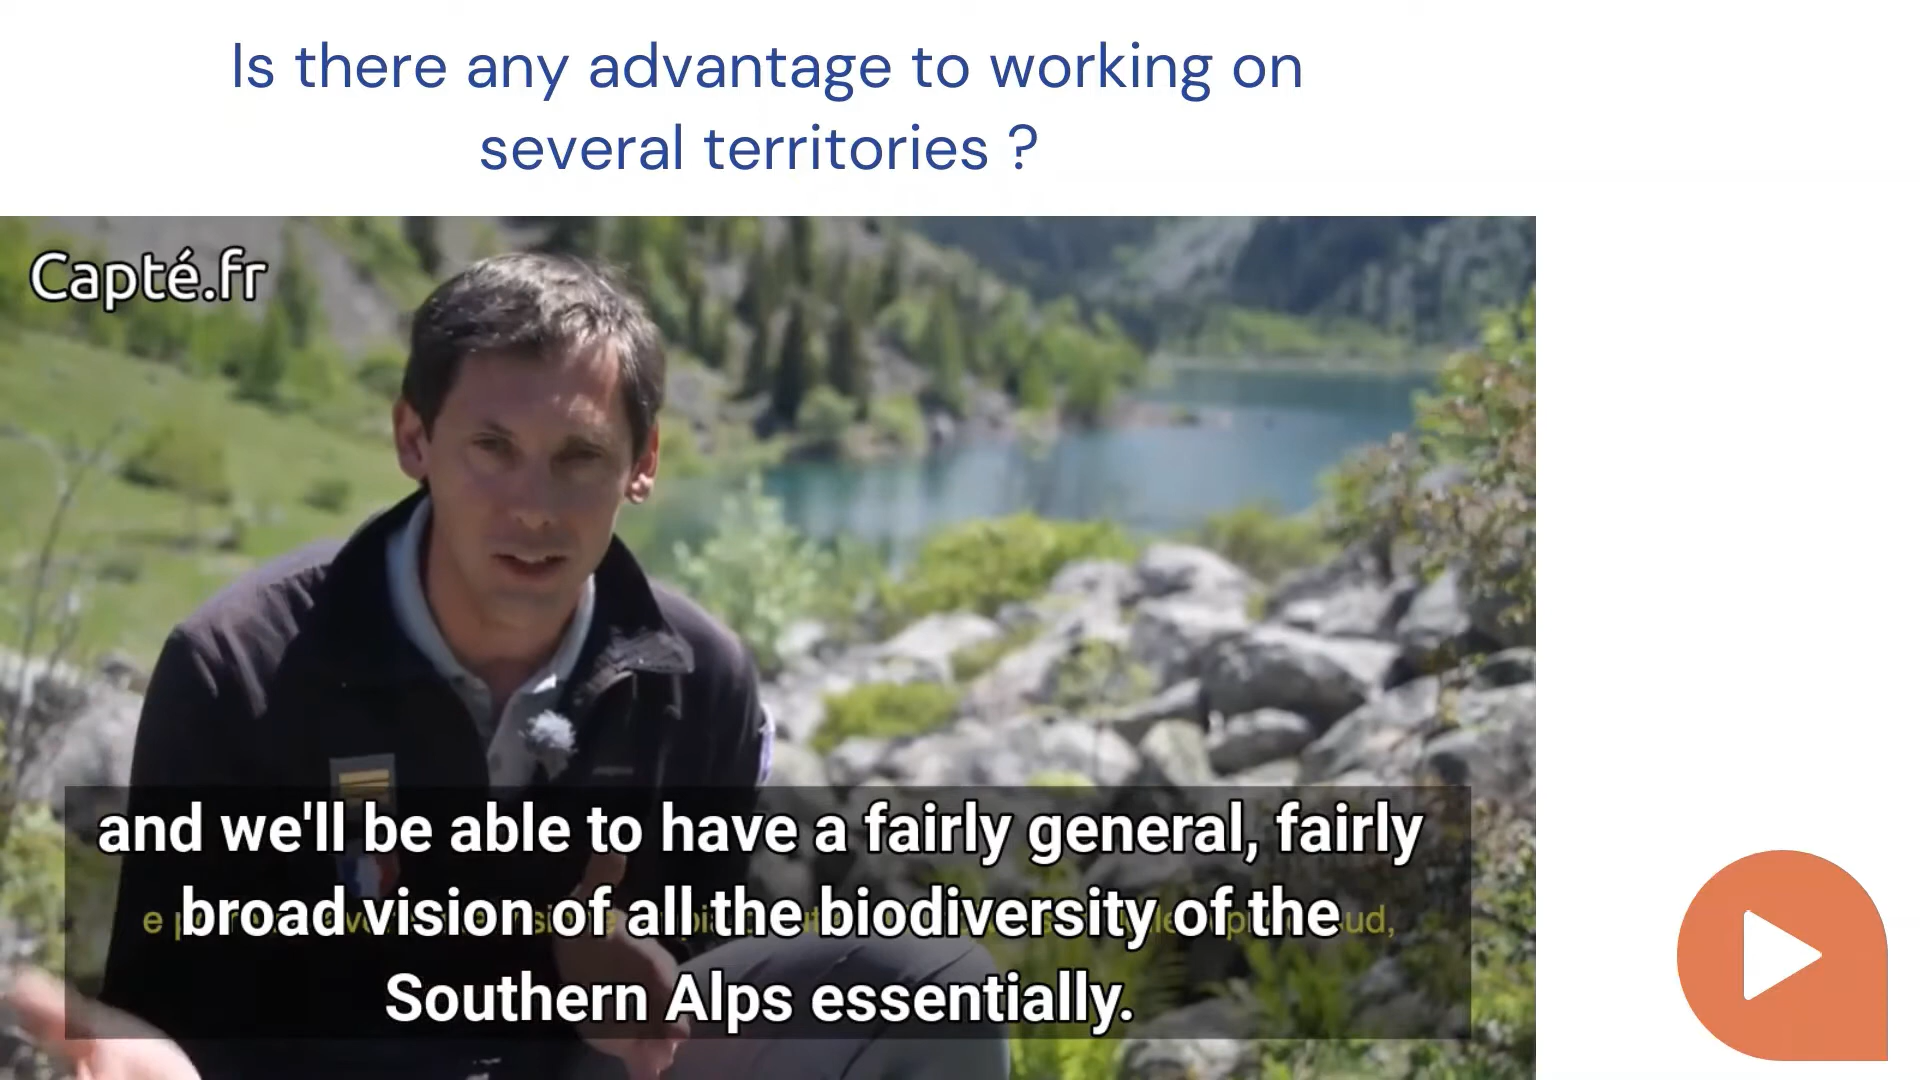 Is there any advantage to working on
several territories ?
Capté.fr
and we'll be able to have a fairly general, fairly
broad vision of all the biodiversity of the
Southern Alps essentially.